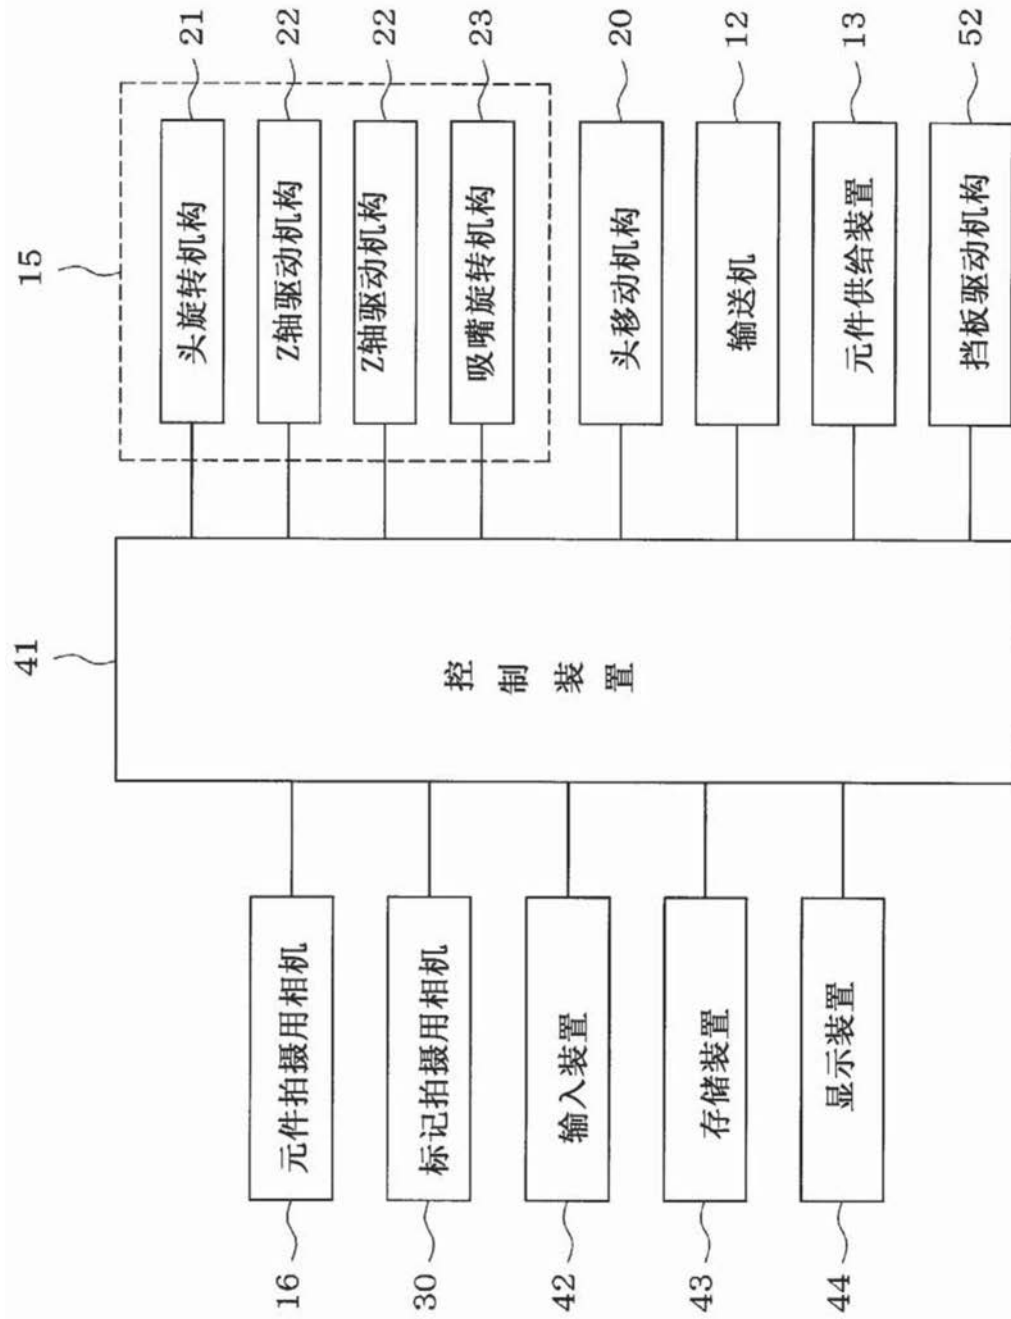 41
15
控制装置
元件拍摄用相机
16
标记拍摄用相机
30
输入装置
42
存储装置
43
显示装置
44
头旋转机构
21
Z轴驱动机构
22
Z轴驱动机构
22
吸嘴旋转机构
23
头移动机构
20
输送机
12
元件供给装置
13
挡板驱动机构
52